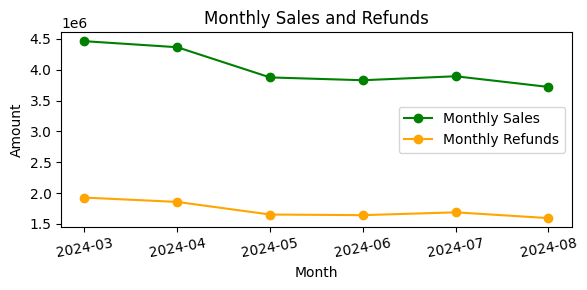 Monthly Sales and Refunds
1e6
4.5
4.0
3.5
3.0
2.5
2.0
1.5
Amount
Monthly Sales
Monthly Refunds
2024-03
2024-04
2024-05
2024-06
2024-07
2024-08
Month